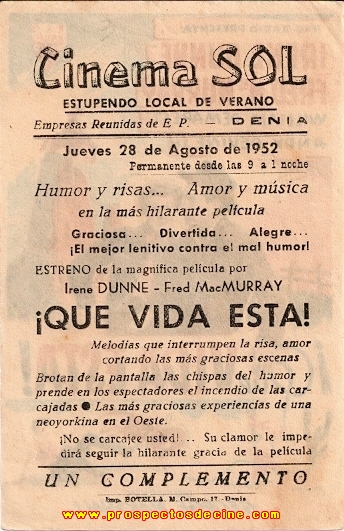 Cinema SOL
ESTUPENDO LOCAL DE VERANO
Empresas Reunidas de E P. — DENIA
Jueves 28 de Agosto de 1952
Permanente desde las 9 a 1 noche
Humor y risas... Amor y música
en la más hilarante película
Graciosa... Divertida... Alegre...
¡El mejor lenitivo contra el mal humor!
ESTRENO de la magnífica película por
Irene DUNNE - Fred MacMURRAY
¡QUE VIDA ESTA!
Melodías que interrumpen la risa, amor
cortando las más graciosas escenas
Brotan de la pantalla las chispas del humor y
prende en los espectadores el incendio de las car-
cajadas ● Las más graciosas experiencias de una
neoyorkina en el Oeste.
¡No se carcajee usted!... Su clamor le impe-
dirá seguir la hilarante gracia de la película
UN COMPLEMENTO
Imp. BOTELLA. M. Campo, 17 - Denia
www.prospectosdecine.com